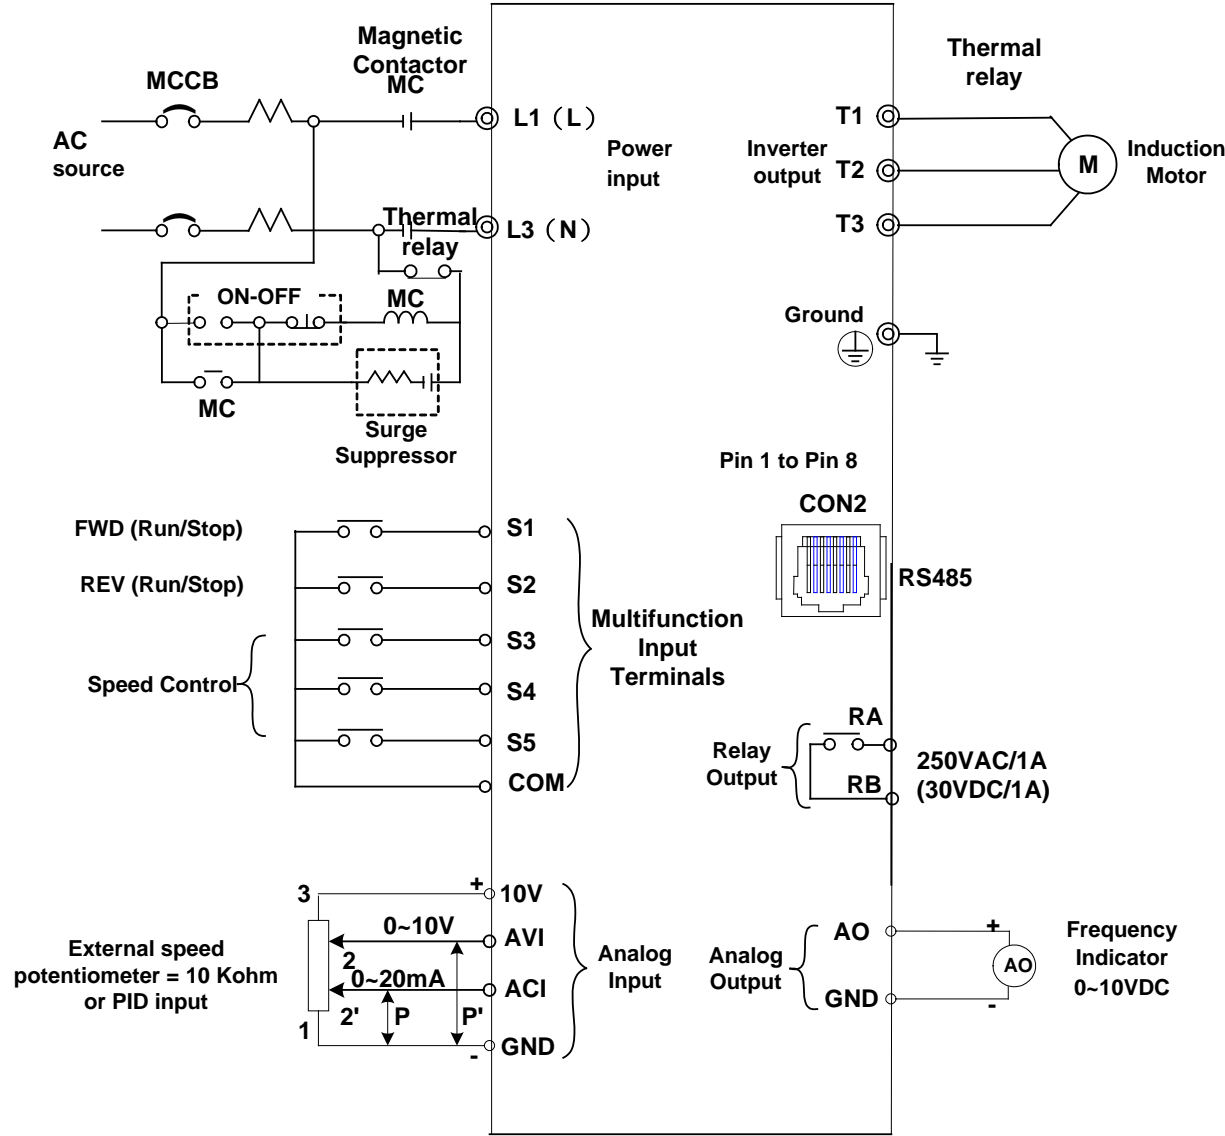 Magnetic
Contactor
MC
MCCB
AC
source
L1（L）
Power
input
L3（N）
Thermal
relay
ON-OFF
MC
MC
Surge
Suppressor
Thermal
relay
T1
Inverter
output
T2
T3
M
Induction
Motor
Ground
Pin 1 to Pin 8
CON2
RS485
FWD (Run/Stop)
S1
REV (Run/Stop)
S2
S3
Speed Control
S4
S5
COM
Multifunction
Input
Terminals
Relay
Output
RA
RB
250VAC/1A
(30VDC/1A)
3
+
10V
0~10V
AVI
2
0~20mA
ACI
2'
P
P'
1
-
GND
External speed
potentiometer = 10 Kohm
or PID input
Analog
Input
Analog
Output
AO
GND
+
AO
-
Frequency
Indicator
0~10VDC